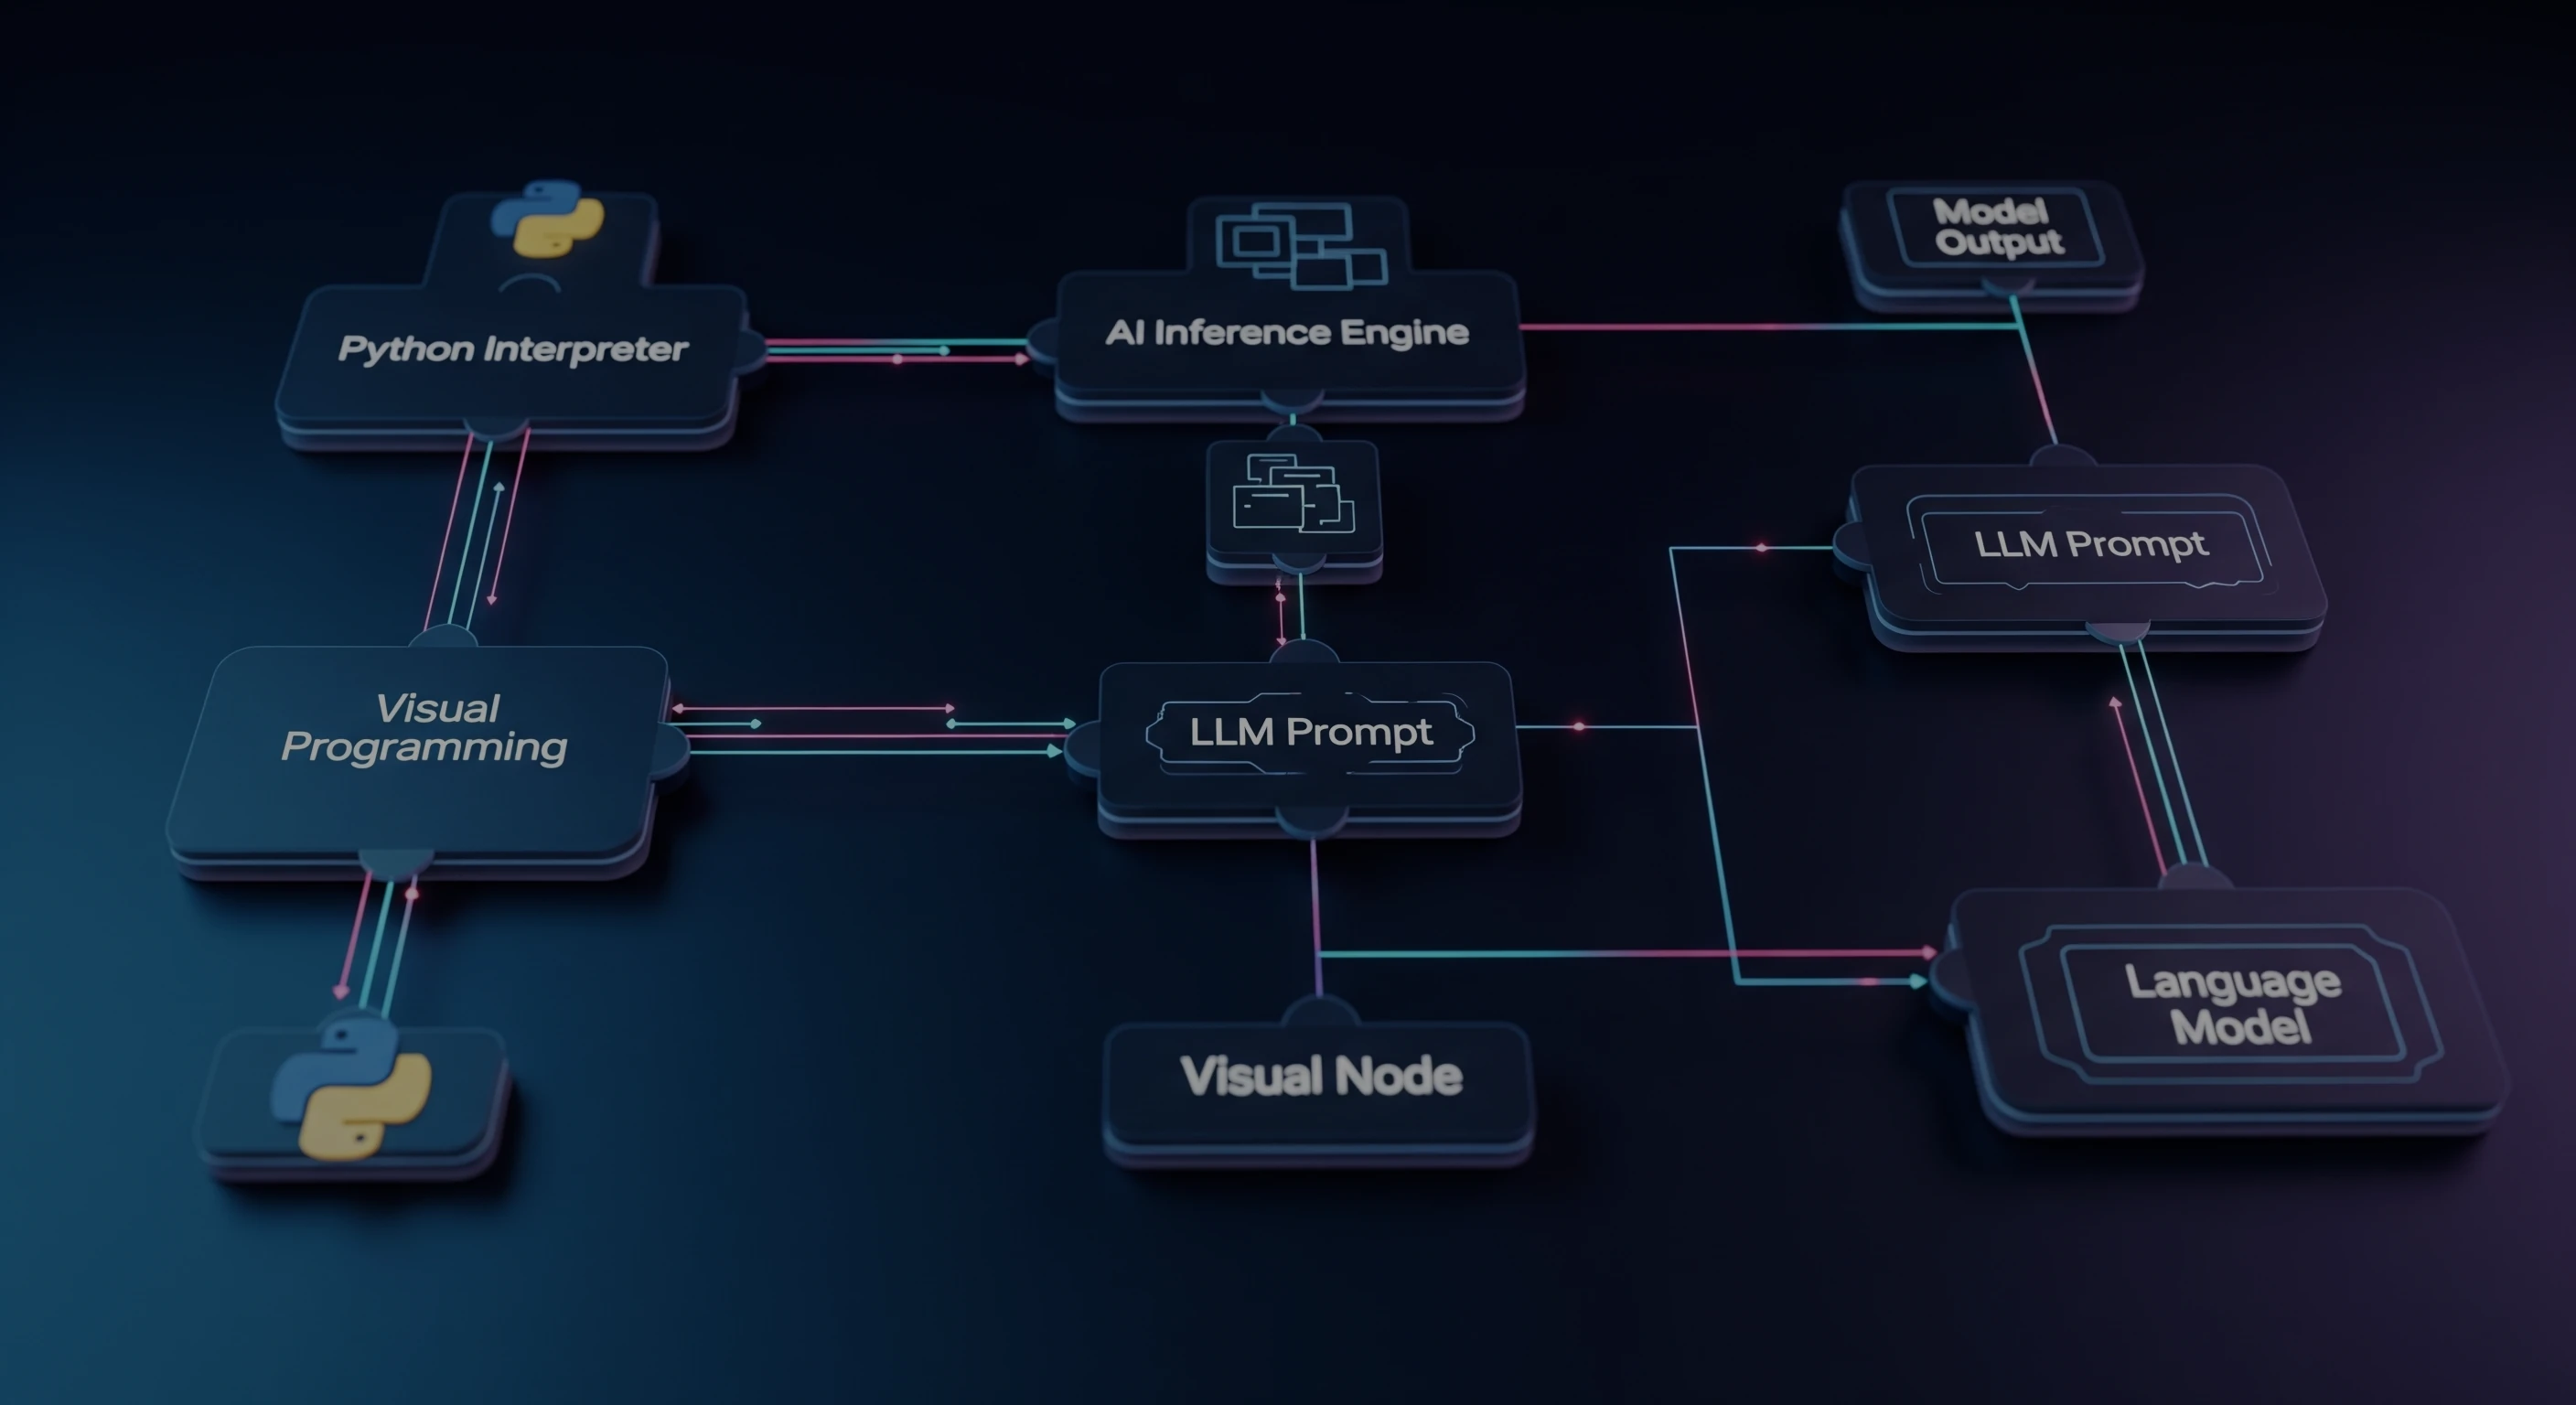 Python Interpreter
AI Inference Engine
Model
Output
LLM Prompt
Visual
Programming
LLM Prompt
Language
Model
Visual Node